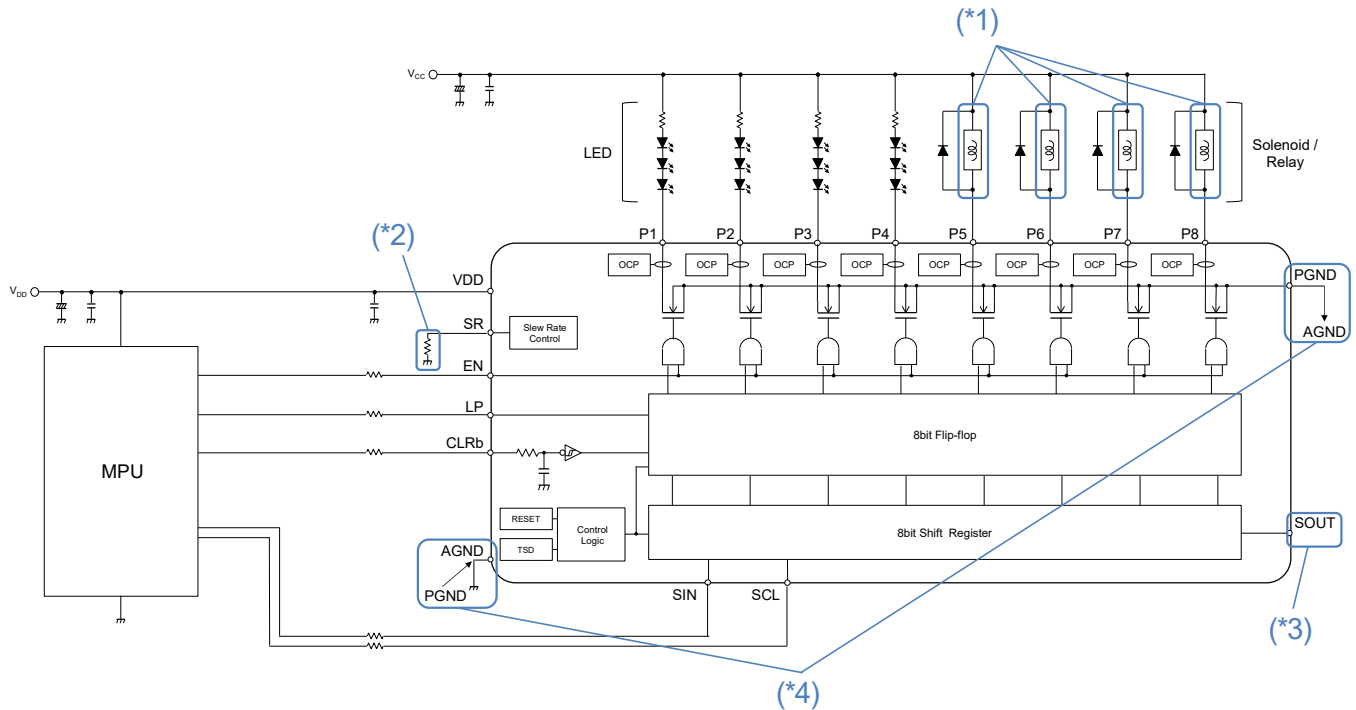 (*1)
VCC
LED
Solenoid /
Relay
(*2)
P1 P2 P3 P4 P5 P6 P7 P8
OCP OCP OCP OCP OCP OCP OCP OCP
PGND
AGND
VDD
VDD
SR
Slew Rate
Control
EN
LP
8bit Flip-flop
CLRb
MPU
RESET
Control
Logic
TSD
8bit Shift Register
SOUT
AGND
PGND
SIN SCL
(*3)
(*4)